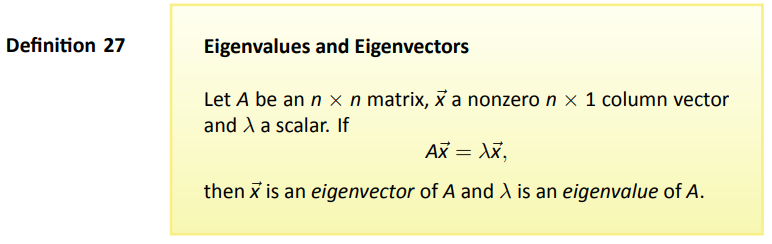 Definition 27
Eigenvalues and Eigenvectors
Let A be an n × n matrix, x⃗ a nonzero n × 1 column vector
and λ a scalar. If
Ax⃗ = λx⃗,
then x⃗ is an eigenvector of A and λ is an eigenvalue of A.